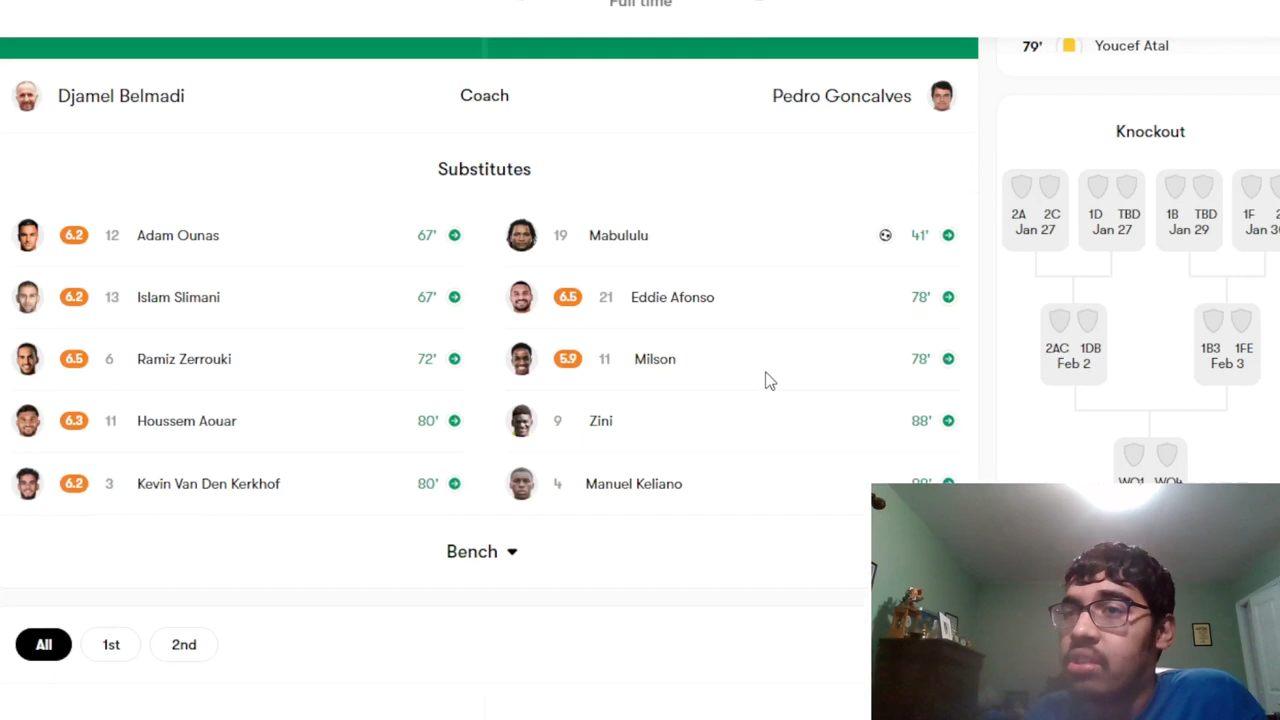 Full time
79' Youcef Atal
Djamel Belmadi Coach Pedro Goncalves
Knockout
Substitutes
2A 2C 1D TBD 1B TBD 1F
Jan 27 Jan 27 Jan 29 Jan 30
6.2 12 Adam Ounas 67' 19 Mabululu 41'
6.2 13 Islam Slimani 67' 6.5 21 Eddie Afonso 78'
2AC 1DB 1B3 1FE
Feb 2 Feb 3
6.5 6 Ramiz Zerrouki 72' 5.9 11 Milson 78'
6.3 11 Houssem Aouar 80' 9 Zini 88'
6.2 3 Kevin Van Den Kerkhof 80' 4 Manuel Keliano 88'
WQ1 WQ4
Bench
All 1st 2nd